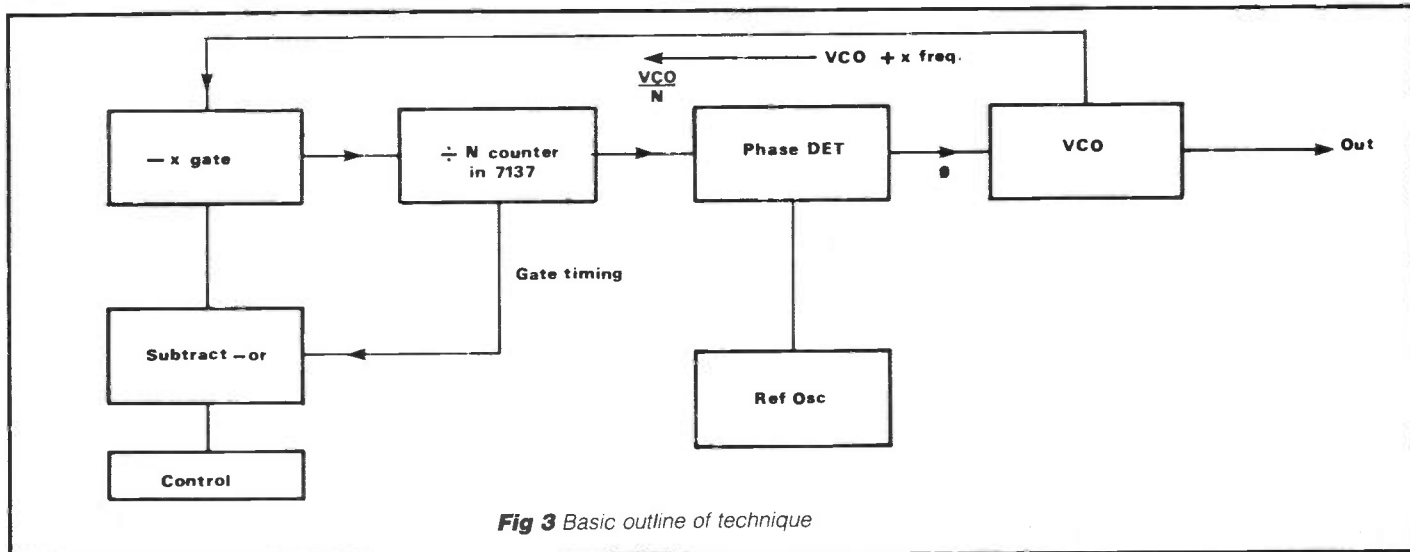 VCO + x freq.
VCO
N
– x gate
÷ N counter
in 7137
Phase DET
VCO
Out
Gate timing
Subtract –or
Ref Osc
Control
Fig 3 Basic outline of technique